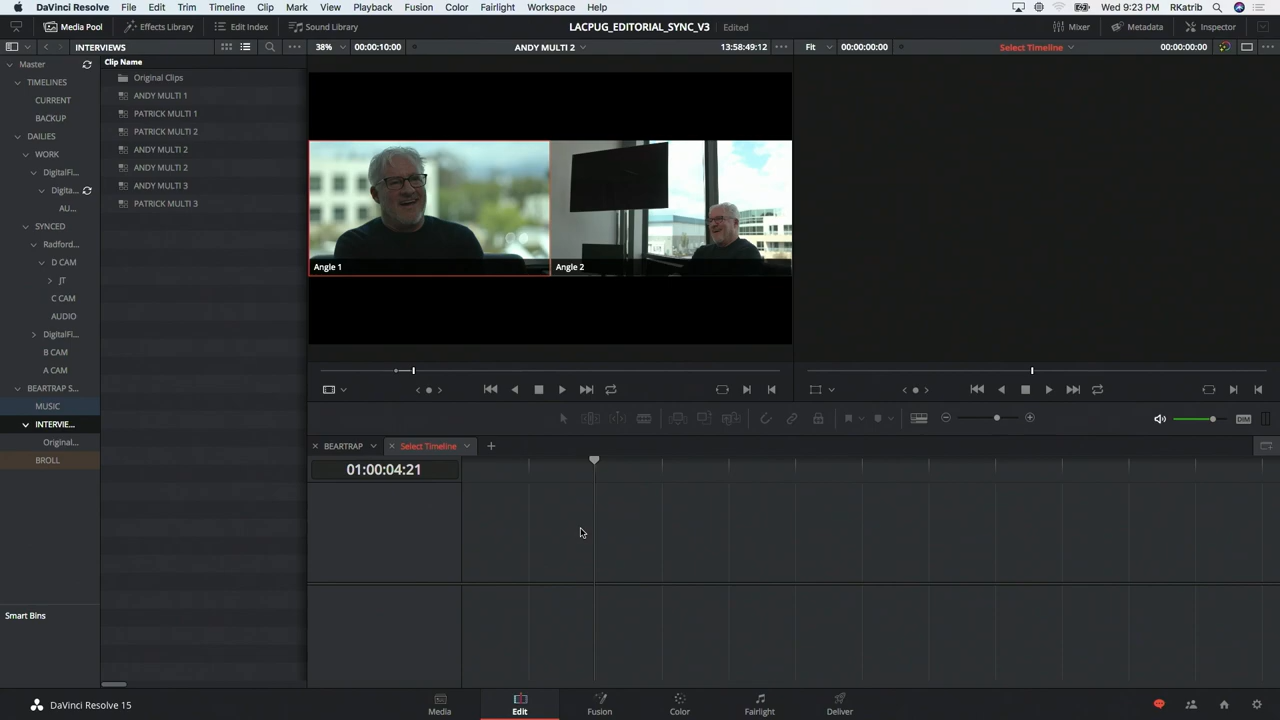 DaVinci Resolve File Edit Trim Timeline Clip Mark View Playback Fusion Color Fairlight Workspace Help Wed 9:23 PM RKatrib
Media Pool Effects Library Edit Index Sound Library LACPUG_EDITORIAL_SYNC_V3 Edited Mixer Metadata Inspector
INTERVIEWS 38% 00:00:10:00 ANDY MULTI 2 13:58:49:12 Fit 00:00:00:00 Select Timeline 00:00:00:00
Master
TIMELINES
CURRENT
BACKUP
DAILIES
WORK
DigitalFi...
Digita...
AU...
SYNCED
Radford...
D CAM
JT
C CAM
AUDIO
DigitalFi...
B CAM
A CAM
BEARTRAP S...
MUSIC
INTERVIE...
Original...
BROLL
Smart Bins
Clip Name
Original Clips
ANDY MULTI 1
PATRICK MULTI 1
PATRICK MULTI 2
ANDY MULTI 2
ANDY MULTI 2
ANDY MULTI 3
PATRICK MULTI 3
Angle 1 Angle 2
DIM
BEARTRAP Select Timeline
01:00:04:21
DaVinci Resolve 15 Media Edit Fusion Color Fairlight Deliver